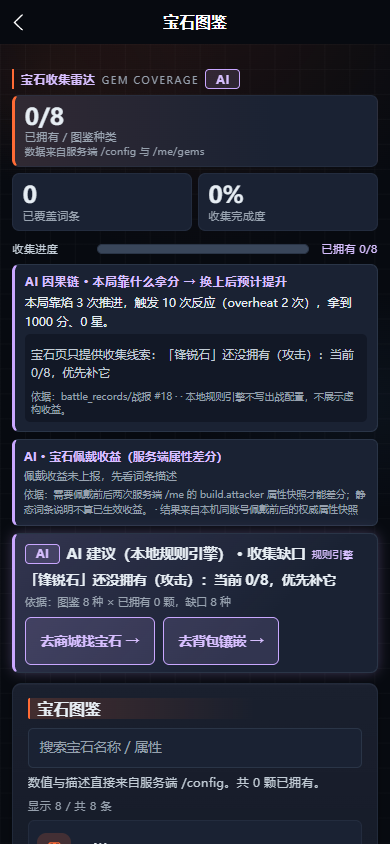 宝石图鉴
宝石收集雷达 GEM COVERAGE AI
0/8
已拥有 / 图鉴种类
数据来自服务端 /config 与 /me/gems
0
已覆盖词条
0%
收集完成度
收集进度 已拥有 0/8
AI 因果链 · 本局靠什么拿分 → 换上后预计提升
本局靠焰 3 次推进，触发 10 次反应（overheat 2 次），拿到
1000 分、0 星。
宝石页只提供收集线索：「锋锐石」还没拥有（攻击）：当前
0/8，优先补它
依据：battle_records/战报 #18 · · 本地规则引擎不写出战配置，不展示虚
构收益。
AI · 宝石佩戴收益（服务端属性差分）
佩戴收益未上报，先看词条描述
依据：需要佩戴前后两次服务端 /me 的 build.attacker 属性快照才能差分；静
态词条说明不算已生效收益。 · 结果来自本机同账号佩戴前后的权威属性快照
AI AI 建议（本地规则引擎） · 收集缺口 规则引擎
「锋锐石」还没拥有（攻击）：当前 0/8，优先补它
依据：图鉴 8 种 × 已拥有 0 颗，缺口 8 种
去商城找宝石 →
去背包镶嵌 →
宝石图鉴
搜索宝石名称 / 属性
数值与描述直接来自服务端 /config。共 0 颗已拥有。
显示 8 / 共 8 条